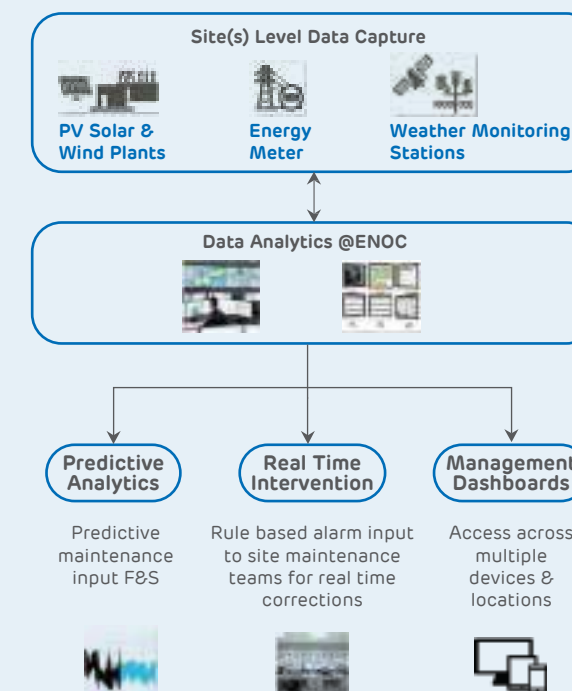 Site(s) Level Data Capture
PV Solar &
Wind Plants
Energy
Meter
Weather Monitoring
Stations
Data Analytics @ENOC
Predictive
Analytics
Real Time
Intervention
Management
Dashboards
Predictive
maintenance
input F&S
Rule based alarm input
to site maintenance
teams for real time
corrections
Access across
multiple
devices &
locations